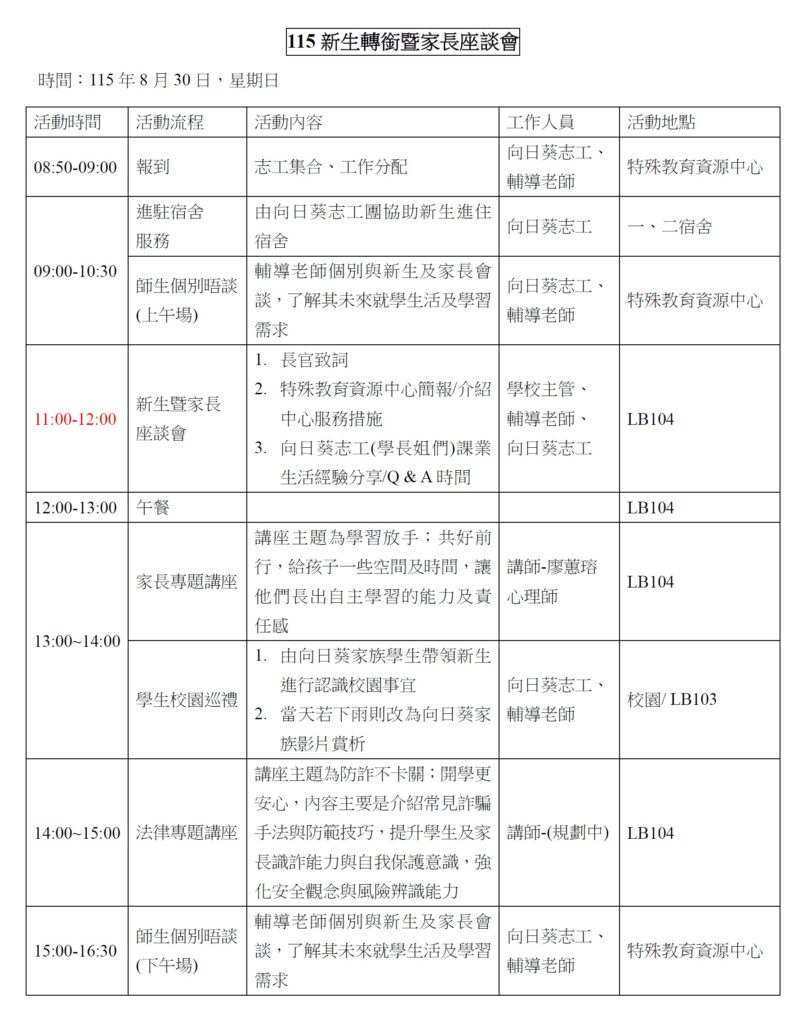 115 新生轉銜暨家長座談會
時間：115 年 8 月 30 日，星期日
活動時間 活動流程 活動內容 工作人員 活動地點
08:50-09:00 報到 志工集合、工作分配 向日葵志工、
輔導老師
特殊教育資源中心
09:00-10:30
進駐宿舍
服務
由向日葵志工團協助新生進住
宿舍
向日葵志工
一、二宿舍
師生個別晤談
(上午場)
輔導老師個別與新生及家長會
談，了解其未來就學生活及學習
需求
向日葵志工、
輔導老師
特殊教育資源中心
11:00-12:00
新生暨家長
座談會
1. 長官致詞
2. 特殊教育資源中心簡報/介紹
中心服務措施
3. 向日葵志工(學長姐們)課業
生活經驗分享/Q & A 時間
學校主管、
輔導老師、
向日葵志工
LB104
12:00-13:00 午餐 LB104
13:00~14:00
家長專題講座
講座主題為學習放手；共好前
行，給孩子一些空間及時間，讓
他們長出自主學習的能力及責
任感
講師-廖蕙瑢
心理師
LB104
學生校園巡禮
1. 由向日葵家族學生帶領新生
進行認識校園事宜
2. 當天若下雨則改為向日葵家
族影片賞析
向日葵志工、
輔導老師
校園/ LB103
14:00~15:00
法律專題講座
講座主題為防詐不卡關；開學更
安心，內容主要是介紹常見詐騙
手法與防範技巧，提升學生及家
長識詐能力與自我保護意識，強
化安全觀念與風險辨識能力
講師-(規劃中)
LB104
15:00-16:30
師生個別晤談
(下午場)
輔導老師個別與新生及家長會
談，了解其未來就學生活及學習
需求
向日葵志工、
輔導老師
特殊教育資源中心